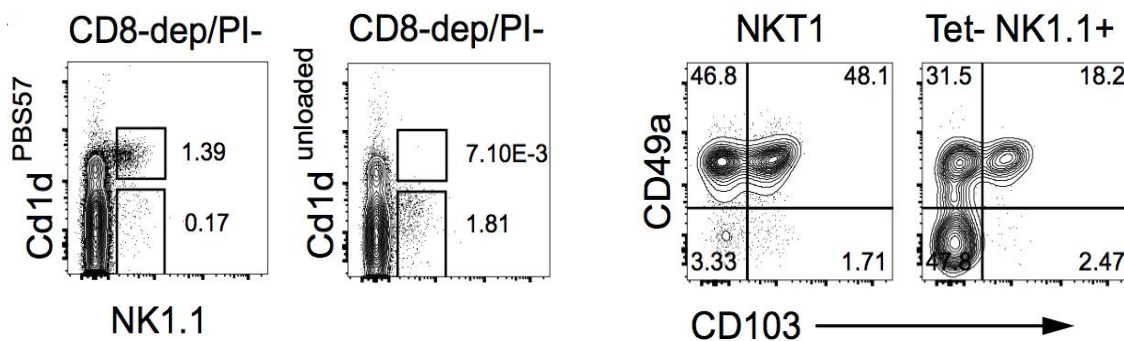 CD8-dep/PI-
CD8-dep/PI-
NKT1
Tet- NK1.1+
Cd1d PBS57
1.39
0.17
Cd1d unloaded
7.10E-3
1.81
NK1.1
CD49a
46.8
48.1
3.33
1.71
31.5
18.2
47.8
2.47
CD103